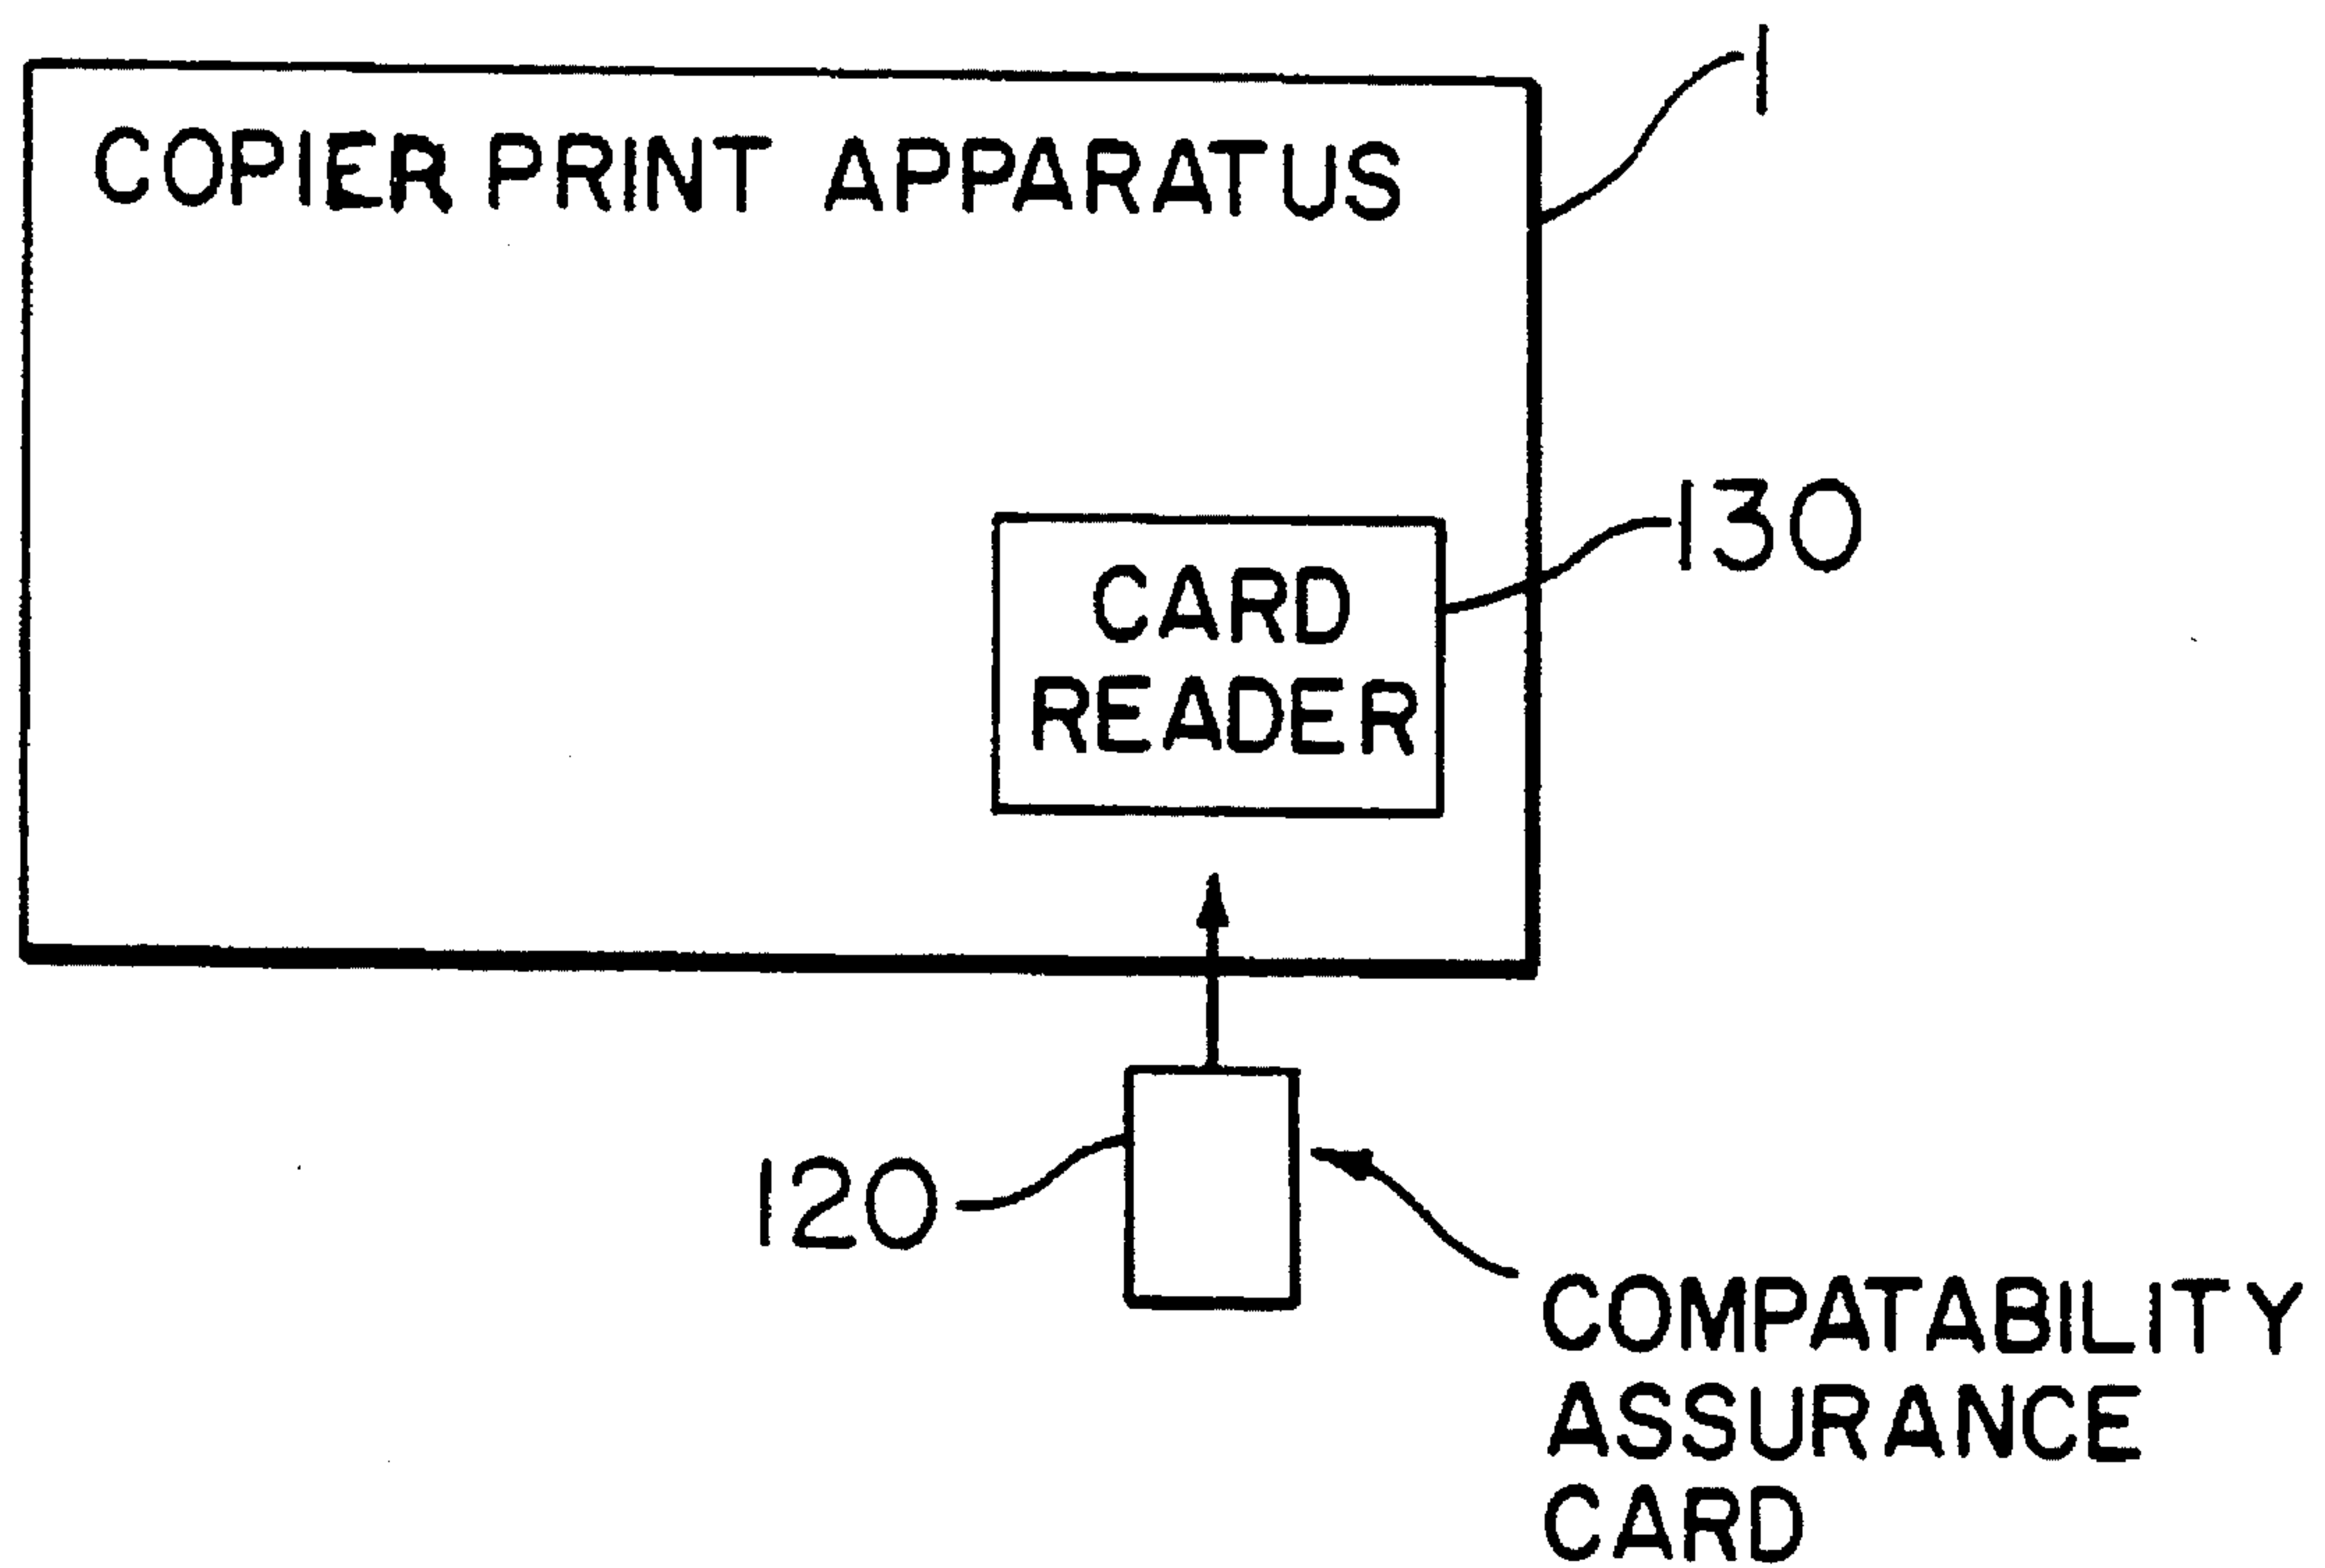 1
COPIER PRINT APPARATUS
130
CARD
READER
120
COMPATABILITY
ASSURANCE
CARD